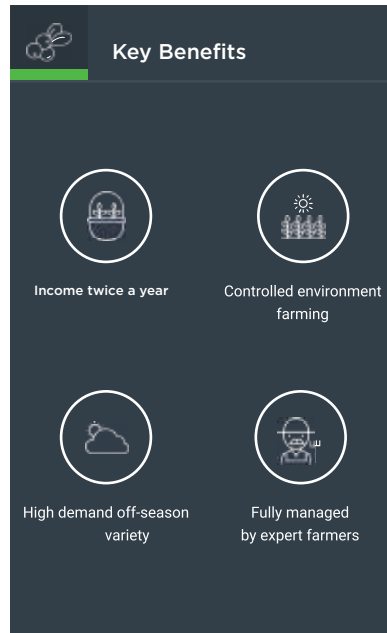 Key Benefits
Income twice a year
Controlled environment
farming
High demand off-season
variety
Fully managed
by expert farmers